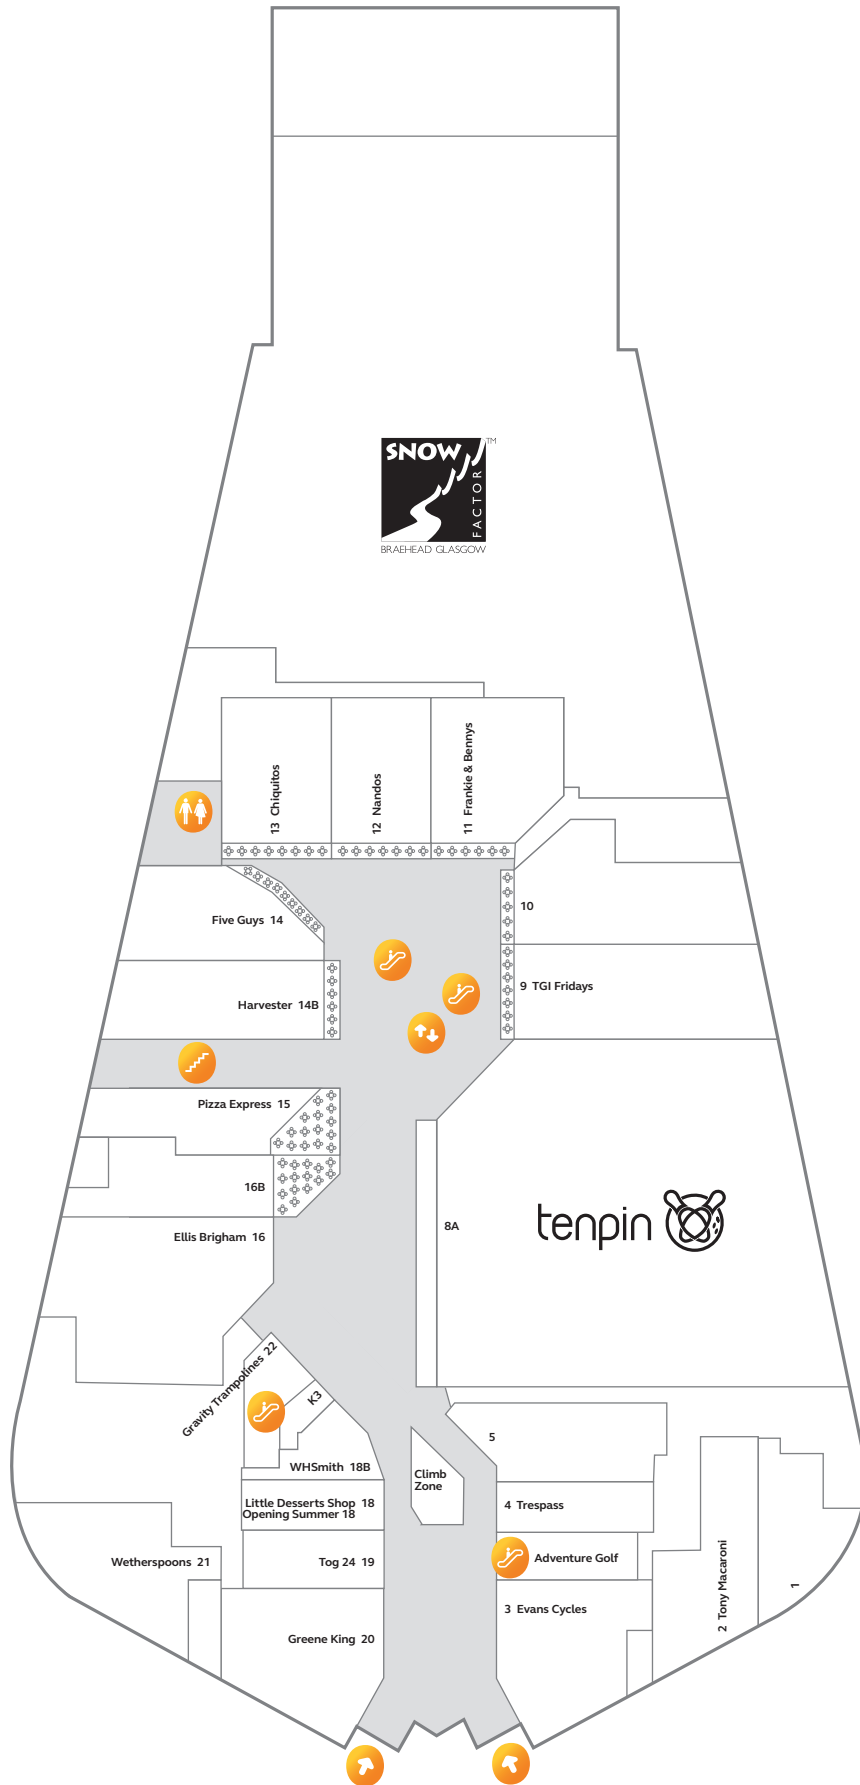 SNOW
TM
FACTOR
BRAEHEAD GLASGOW
13 Chiquitos
12 Nandos
11 Frankie & Bennys
Five Guys 14
10
Harvester 14B
9 TGI Fridays
Pizza Express 15
16B
Ellis Brigham 16
8A
tenpin
Gravity Trampolines 22
K3
WHSmith 18B
Climb
Zone
5
Little Desserts Shop 18
Opening Summer 18
4 Trespass
Wetherspoons 21
Tog 24 19
Adventure Golf
3 Evans Cycles
2 Tony Macaroni
1
Greene King 20